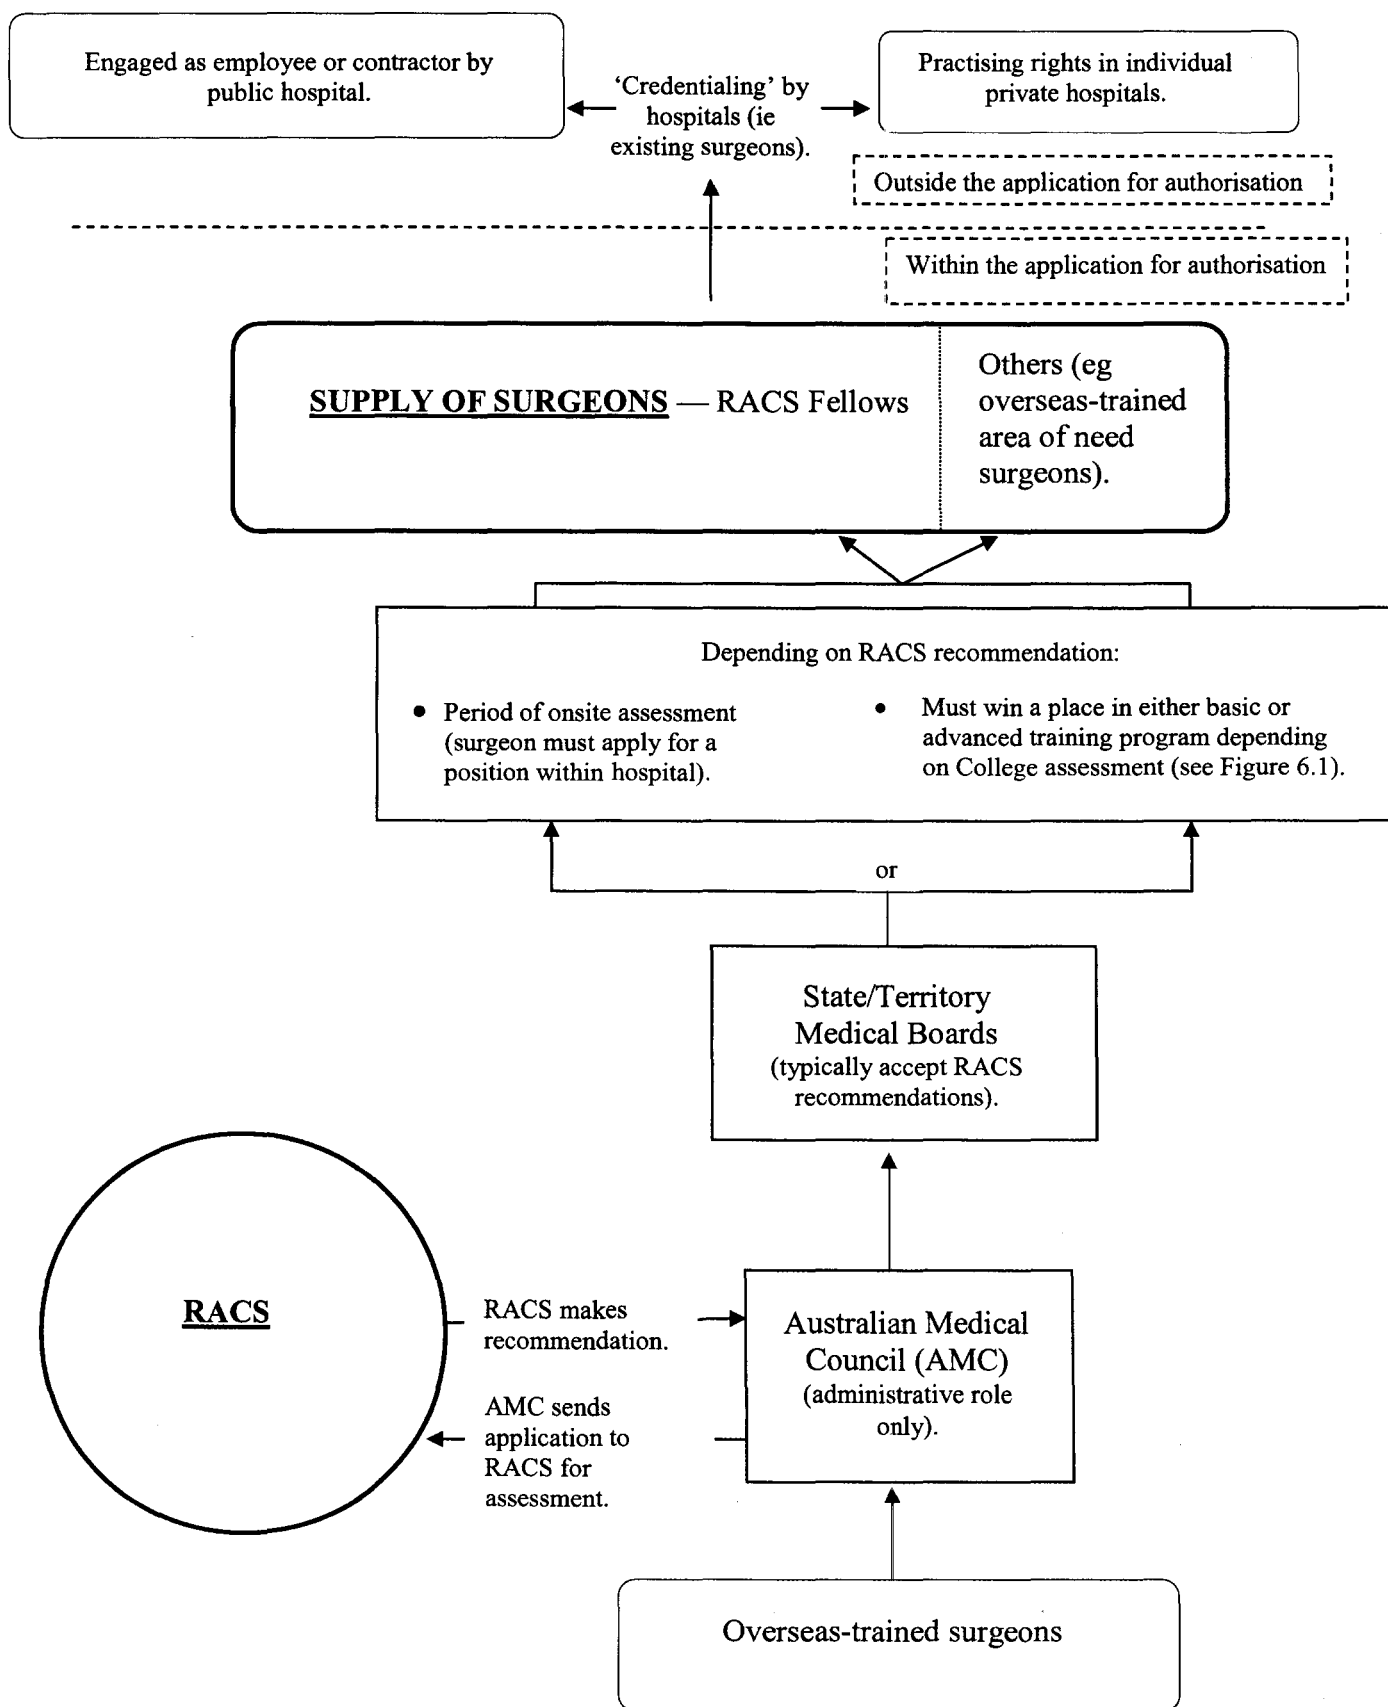 Engaged as employee or contractor by
public hospital.
‘Credentialing’ by
hospitals (ie
existing surgeons).
Practising rights in individual
private hospitals.
Outside the application for authorisation
Within the application for authorisation
SUPPLY OF SURGEONS — RACS Fellows
Others (eg
overseas-trained
area of need
surgeons).
Depending on RACS recommendation:
• Period of onsite assessment
(surgeon must apply for a
position within hospital).
• Must win a place in either basic or
advanced training program depending
on College assessment (see Figure 6.1).
or
State/Territory
Medical Boards
(typically accept RACS
recommendations).
RACS
RACS makes
recommendation.
AMC sends
application to
RACS for
assessment.
Australian Medical
Council (AMC)
(administrative role
only).
Overseas-trained surgeons